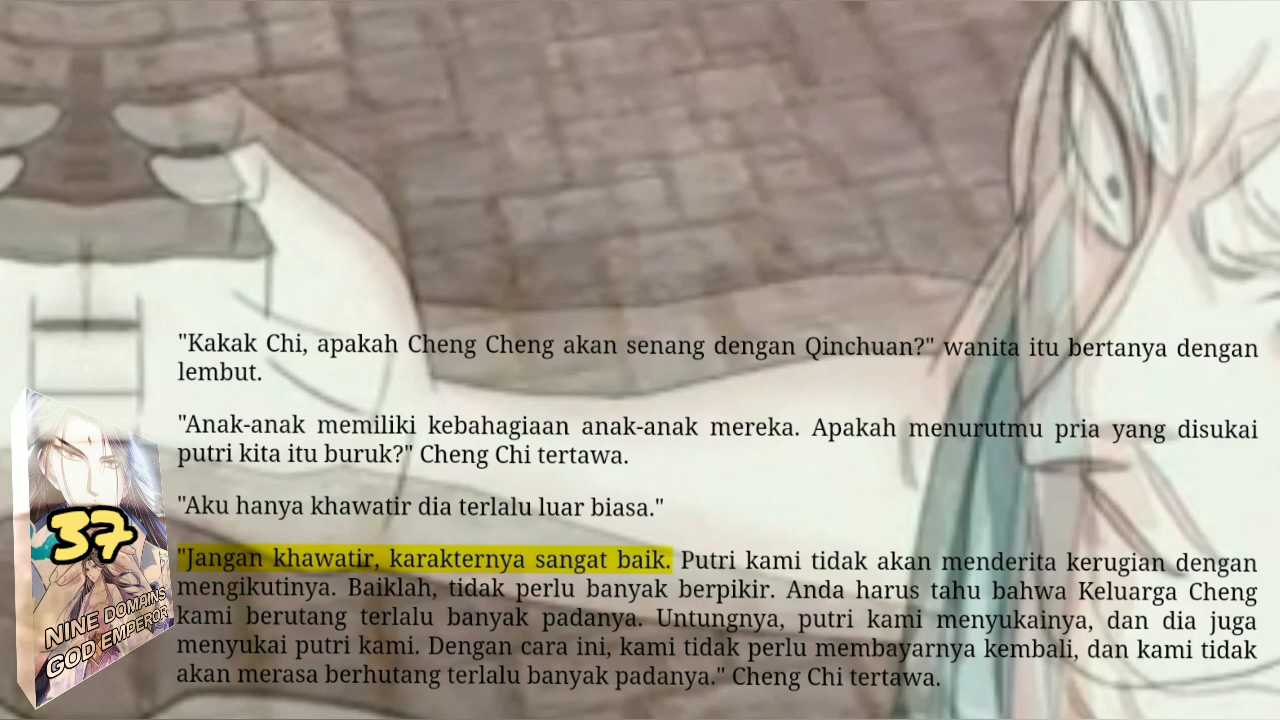 "Kakak Chi, apakah Cheng Cheng akan senang dengan Qinchuan?" wanita itu bertanya dengan
lembut.
"Anak-anak memiliki kebahagiaan anak-anak mereka. Apakah menurutmu pria yang disukai
putri kita itu buruk?" Cheng Chi tertawa.
"Aku hanya khawatir dia terlalu luar biasa."
"Jangan khawatir, karakternya sangat baik. Putri kami tidak akan menderita kerugian dengan
mengikutinya. Baiklah, tidak perlu banyak berpikir. Anda harus tahu bahwa Keluarga Cheng
kami berutang terlalu banyak padanya. Untungnya, putri kami menyukainya, dan dia juga
menyukai putri kami. Dengan cara ini, kami tidak perlu membayarnya kembali, dan kami tidak
akan merasa berhutang terlalu banyak padanya." Cheng Chi tertawa.
37
NINE DOMAINS
GOD EMPEROR